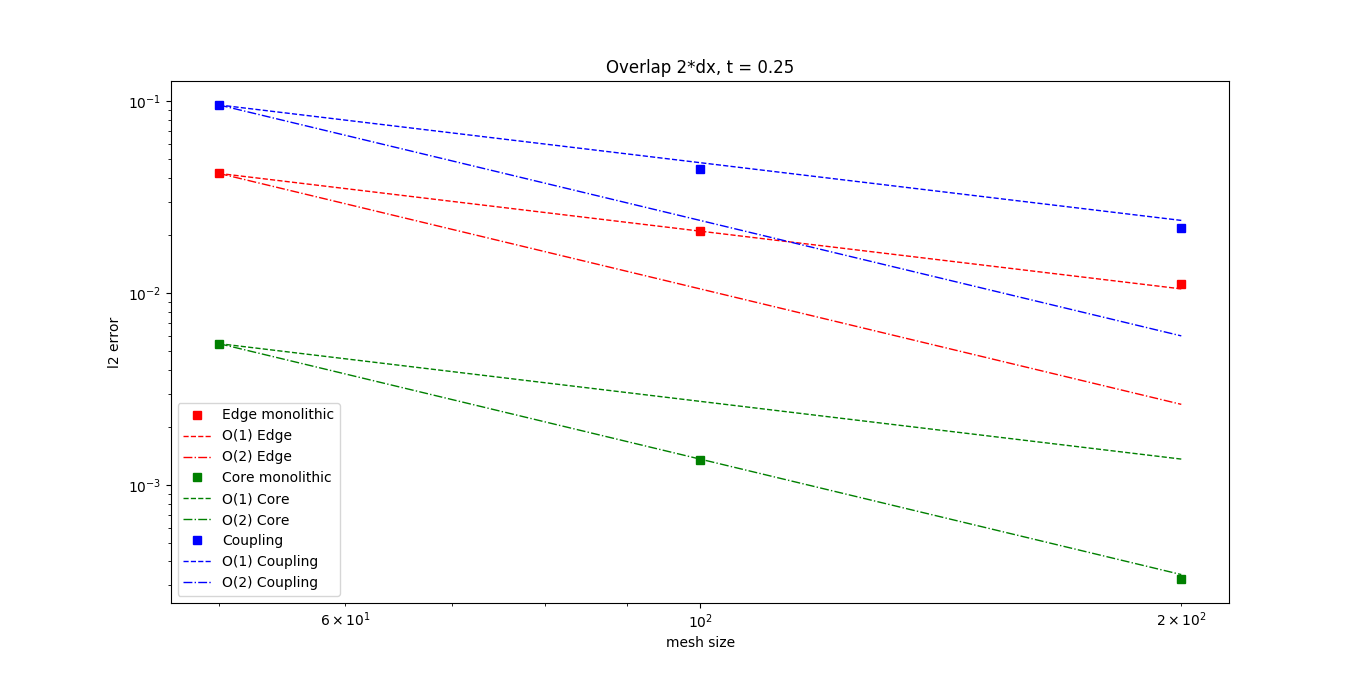 Overlap 2*dx, t = 0.25
10⁻¹
10⁻²
10⁻³
l2 error
Edge monolithic
O(1) Edge
O(2) Edge
Core monolithic
O(1) Core
O(2) Core
Coupling
O(1) Coupling
O(2) Coupling
6 × 10¹
10²
2 × 10²
mesh size